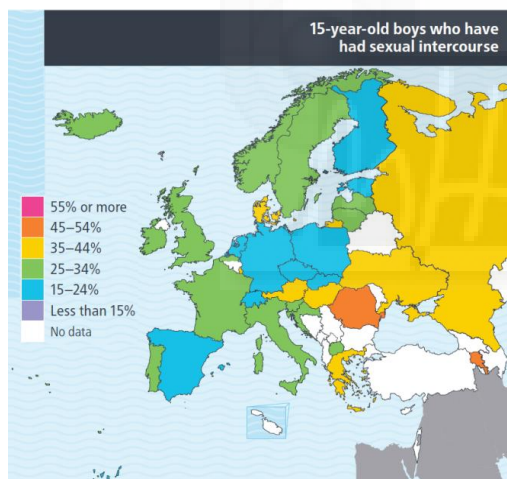 15-year-old boys who have
had sexual intercourse
55% or more
45–54%
35–44%
25–34%
15–24%
Less than 15%
No data